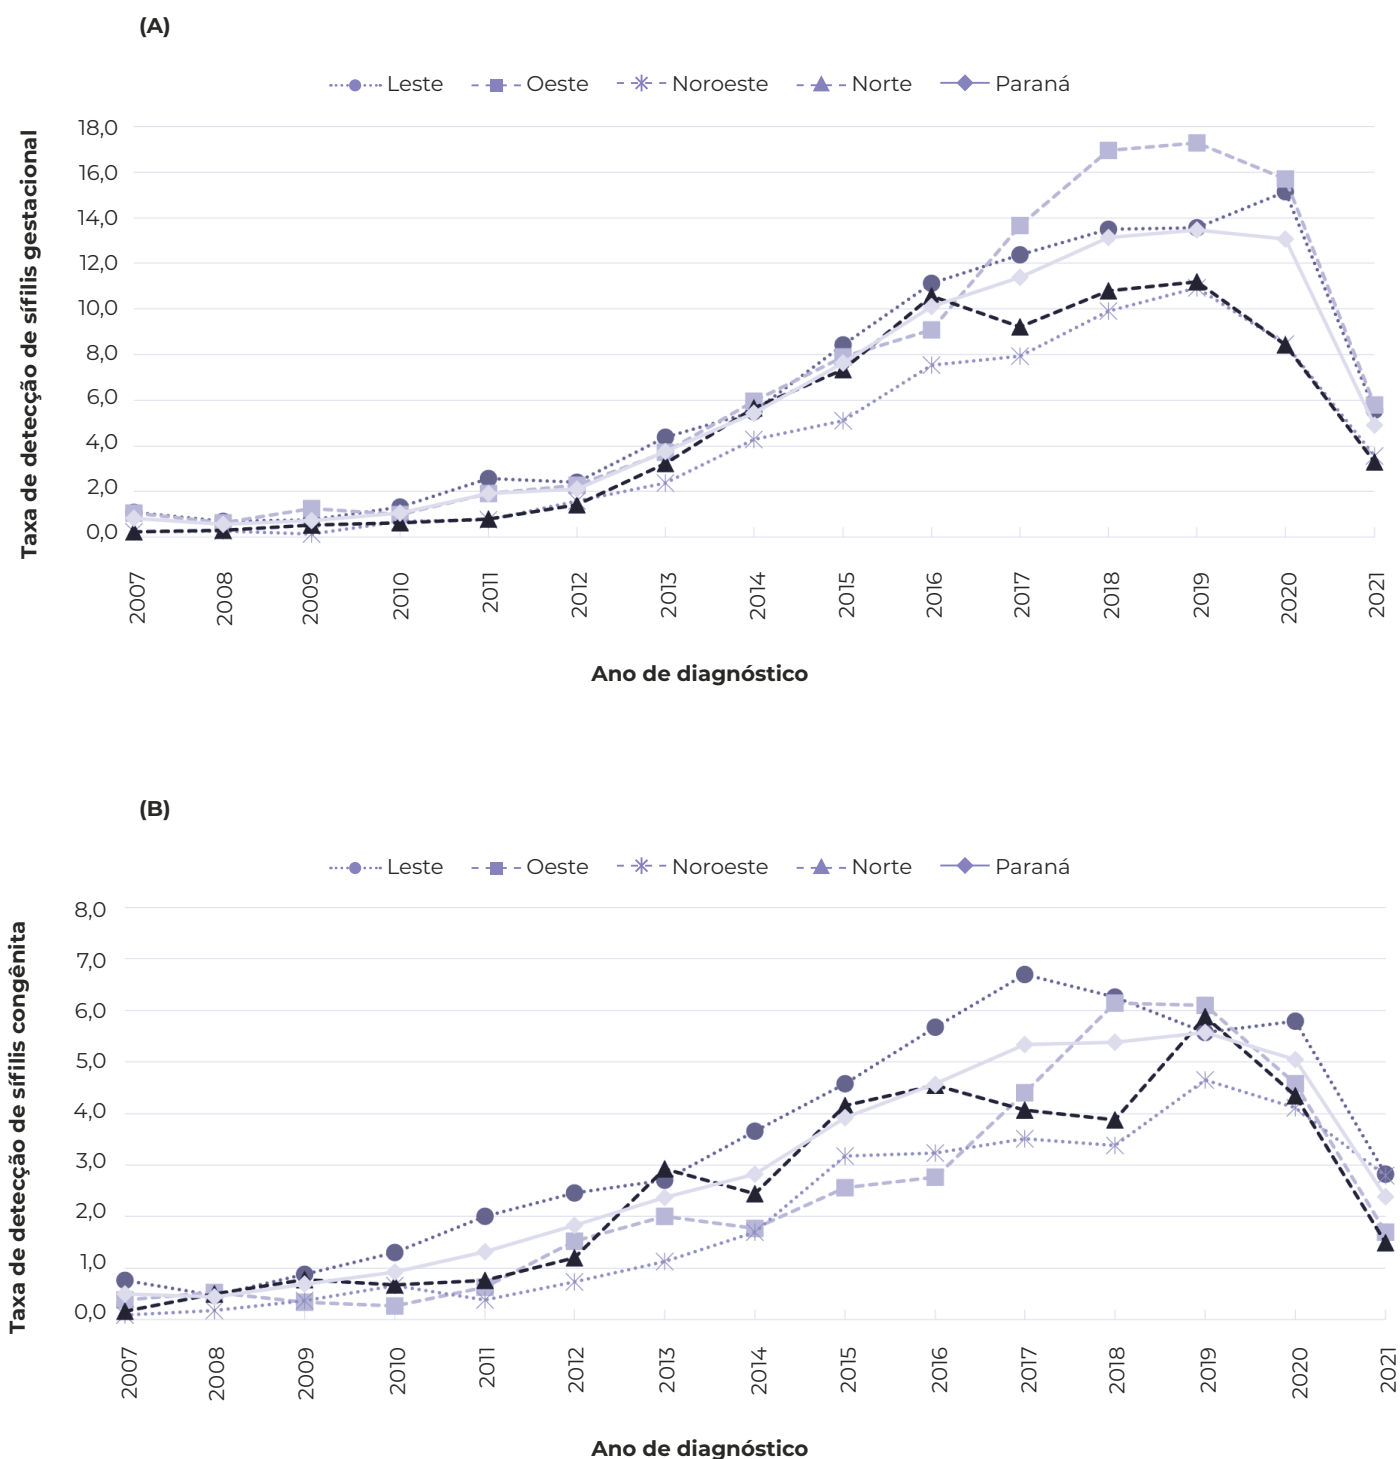 (A)
Leste Oeste Noroeste Norte Paraná
Taxa de detecção de sífilis gestacional
18,0
16,0
14,0
12,0
10,0
8,0
6,0
4,0
2,0
0,0
2007 2008 2009 2010 2011 2012 2013 2014 2015 2016 2017 2018 2019 2020 2021
Ano de diagnóstico
(B)
Leste Oeste Noroeste Norte Paraná
Taxa de detecção de sífilis congênita
8,0
7,0
6,0
5,0
4,0
3,0
2,0
1,0
0,0
2007 2008 2009 2010 2011 2012 2013 2014 2015 2016 2017 2018 2019 2020 2021
Ano de diagnóstico